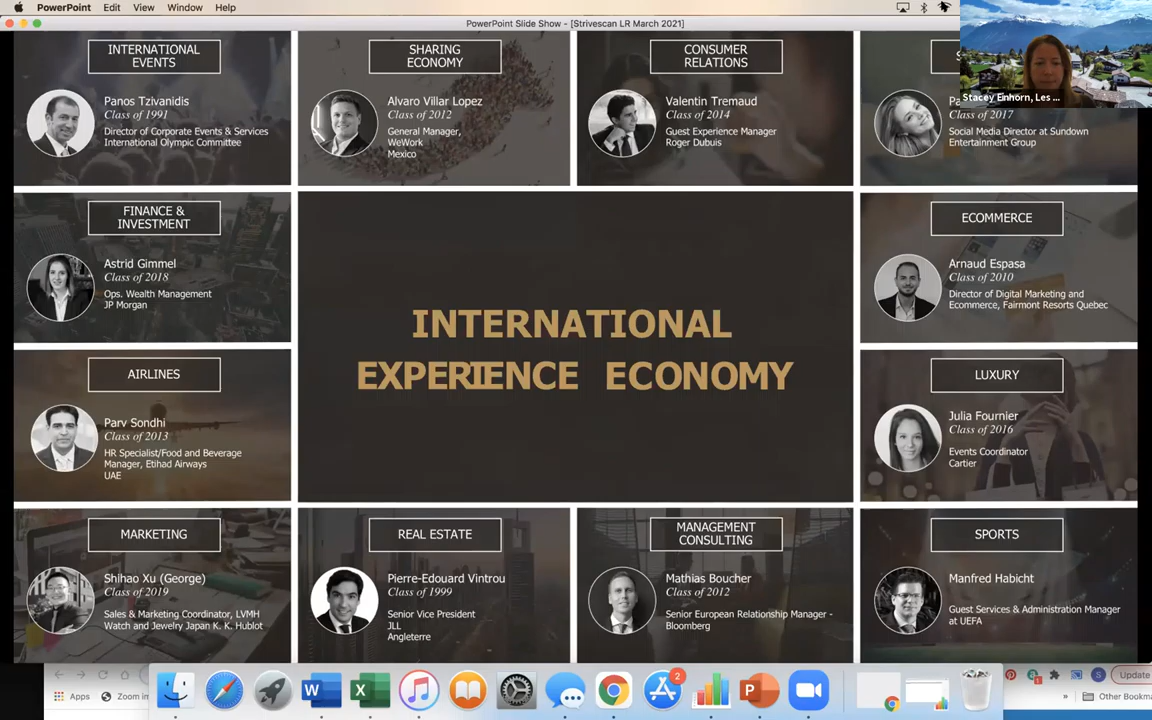 PowerPoint Edit View Window Help
PowerPoint Slide Show - [Strivescan LR March 2021]
INTERNATIONAL
EVENTS
Panos Tzivanidis
Class of 1991
Director of Corporate Events & Services
International Olympic Committee
SHARING
ECONOMY
Alvaro Villar Lopez
Class of 2012
General Manager,
WeWork
Mexico
CONSUMER
RELATIONS
Valentin Tremaud
Class of 2014
Guest Experience Manager
Roger Dubuis
Stacey Einhorn, Les ...
Class of 2017
Social Media Director at Sundown
Entertainment Group
FINANCE &
INVESTMENT
Astrid Gimmel
Class of 2018
Ops. Wealth Management
JP Morgan
INTERNATIONAL
EXPERIENCE ECONOMY
ECOMMERCE
Arnaud Espasa
Class of 2010
Director of Digital Marketing and
Ecommerce, Fairmont Resorts Quebec
AIRLINES
Parv Sondhi
Class of 2013
HR Specialist/Food and Beverage
Manager, Etihad Airways
UAE
LUXURY
Julia Fournier
Class of 2016
Events Coordinator
Cartier
MARKETING
Shihao Xu (George)
Class of 2019
Sales & Marketing Coordinator, LVMH
Watch and Jewelry Japan K. K. Hublot
REAL ESTATE
Pierre-Edouard Vintrou
Class of 1999
Senior Vice President
JLL
Angleterre
MANAGEMENT
CONSULTING
Mathias Boucher
Class of 2012
Senior European Relationship Manager -
Bloomberg
SPORTS
Manfred Habicht
Guest Services & Administration Manager
at UEFA
2
S
Update
Apps
Zoom
W
X
P
Other